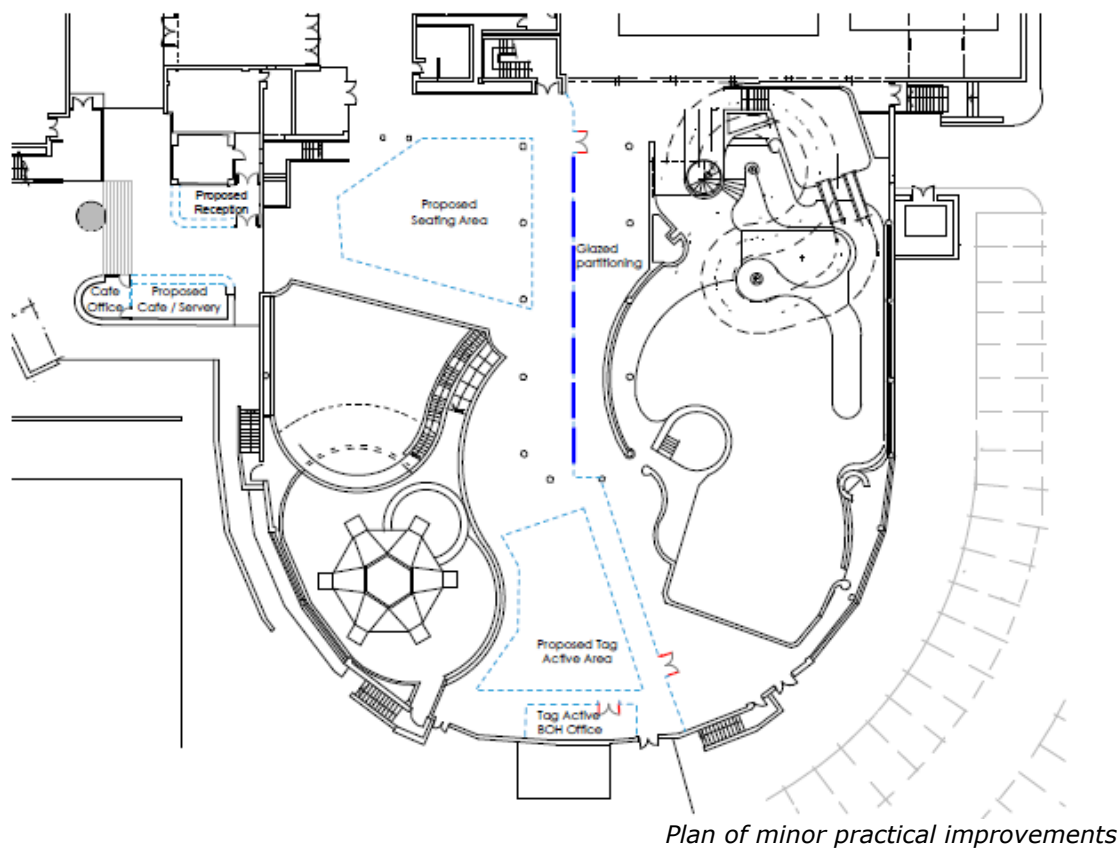 Proposed
Reception
Proposed
Seating Area
Glazed
partitioning
Cafe
Office
Proposed
Cafe / Servery
Proposed Tag
Active Area
Tag Active
BOH Office
Plan of minor practical improvements